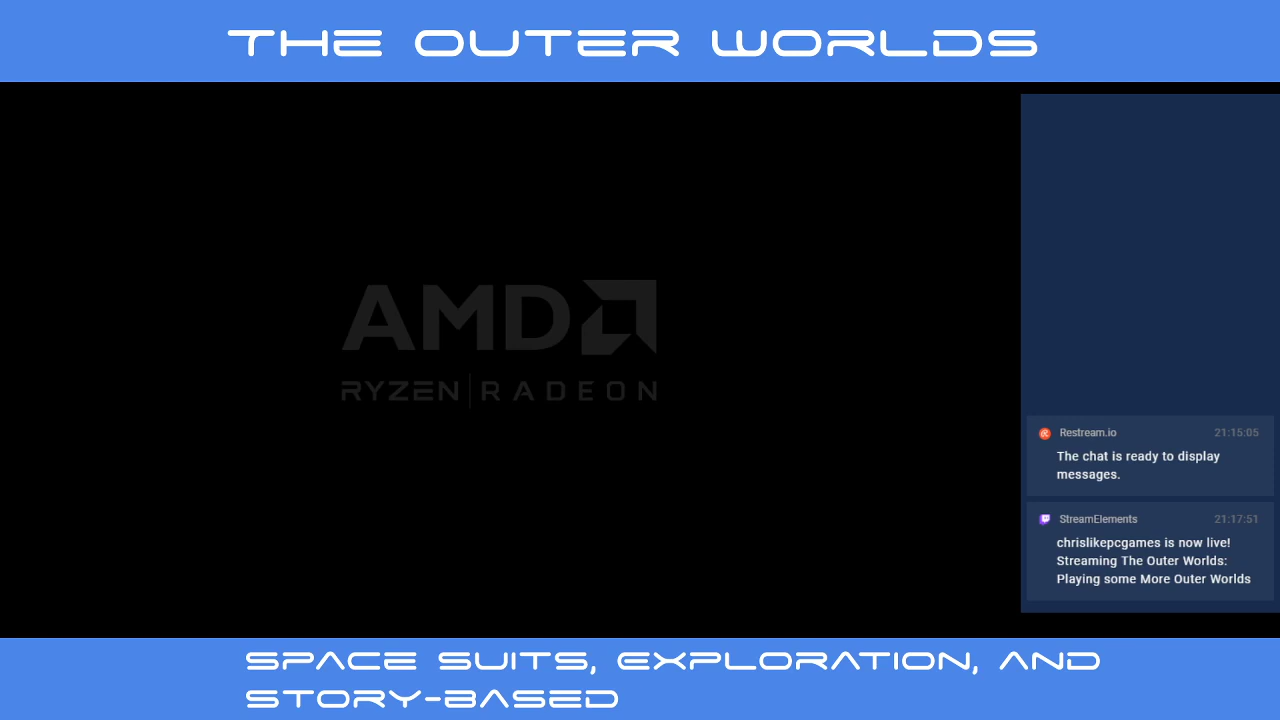 THE OUTER WORLDS
AMD
RYZEN | RADEON
Restream.io 21:15:05
The chat is ready to display
messages.
StreamElements 21:17:51
chrislikepcgames is now live!
Streaming The Outer Worlds:
Playing some More Outer Worlds
SPACE SUITS, EXPLORATION, AND
STORY-BASED